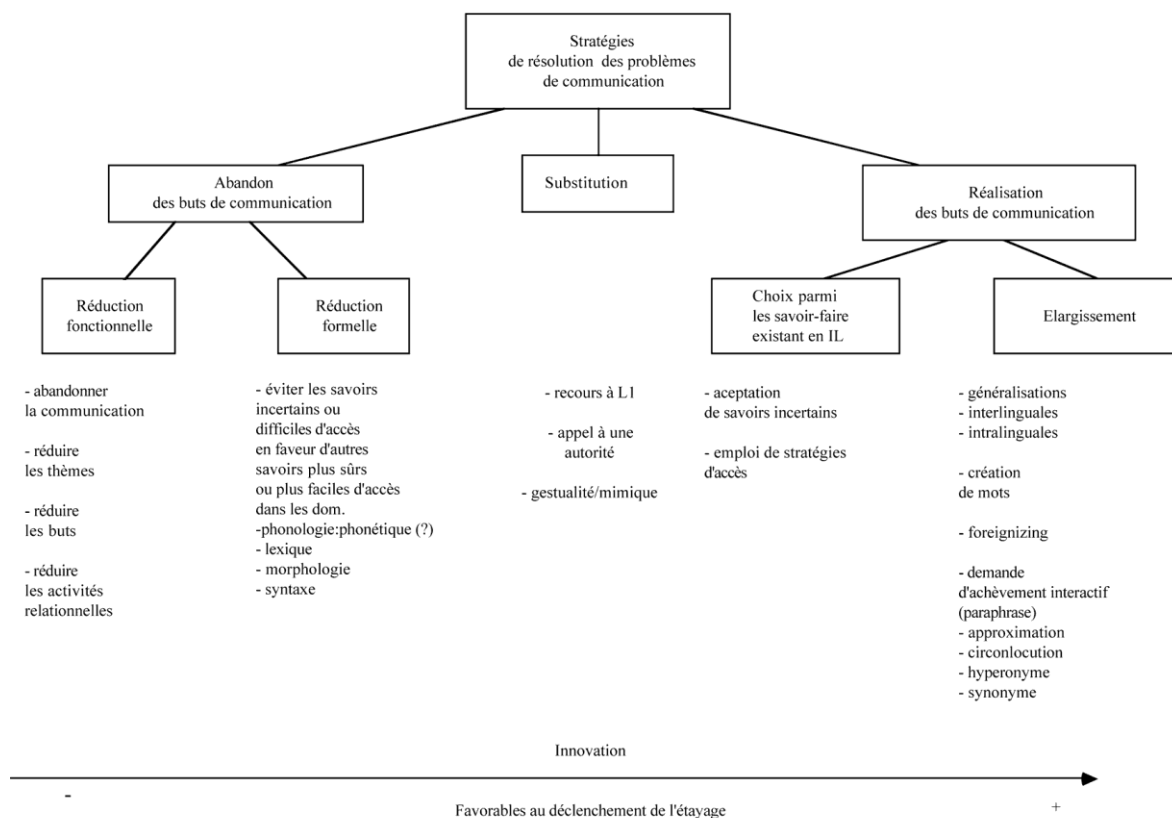 Stratégies
de résolution des problèmes
de communication
Abandon
des buts de communication
Substitution
Réalisation
des buts de communication
Réduction
fonctionnelle
Réduction
formelle
Choix parmi
les savoir-faire
existant en IL
Elargissement
- abandonner
la communication
- réduire
les thèmes
- réduire
les buts
- réduire
les activités
relationnelles
- éviter les savoirs
incertains ou
difficiles d'accès
en faveur d'autres
savoirs plus sûrs
ou plus faciles d'accès
dans les dom.
-phonologie:phonétique (?)
- lexique
- morphologie
- syntaxe
- recours à L1
- appel à une
autorité
- gestualité/mimique
- aceptation
de savoirs incertains
- emploi de stratégies
d'accès
- généralisations
- interlinguales
- intralinguales
- création
de mots
- foreignizing
- demande
d'achèvement interactif
(paraphrase)
- approximation
- circonlocution
- hyperonyme
- synonyme
Innovation
-
+
Favorables au déclenchement de l'étayage